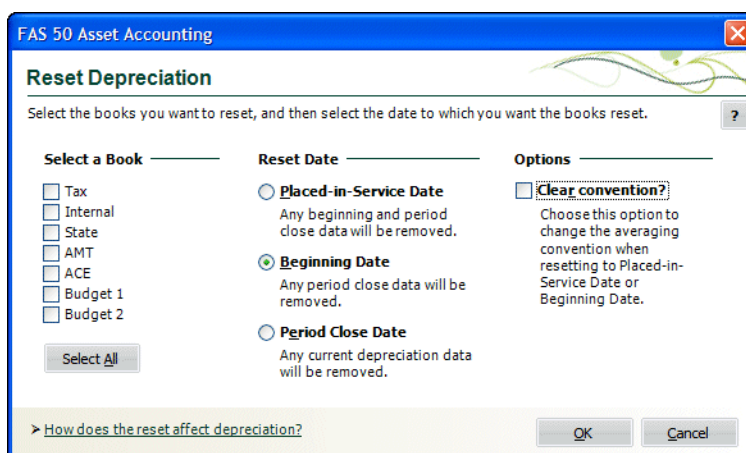 FAS 50 Asset Accounting
Reset Depreciation
Select the books you want to reset, and then select the date to which you want the books reset.
?
Select a Book
Tax
Internal
State
AMT
ACE
Budget 1
Budget 2
Select All
Reset Date
Placed-in-Service Date
Any beginning and period
close data will be removed.
Beginning Date
Any period close data will be
removed.
Period Close Date
Any current depreciation data
will be removed.
Options
Clear convention?
Choose this option to
change the averaging
convention when
resetting to Placed-in-
Service Date or
Beginning Date.
How does the reset affect depreciation?
OK
Cancel